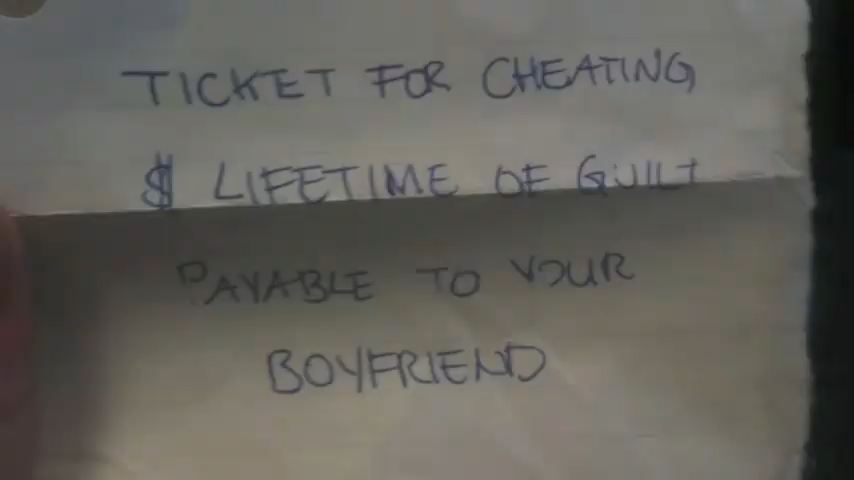 TICKET FOR CHEATING
$ LIFETIME OF GUILT
PAYABLE TO YOUR
BOYFRIEND